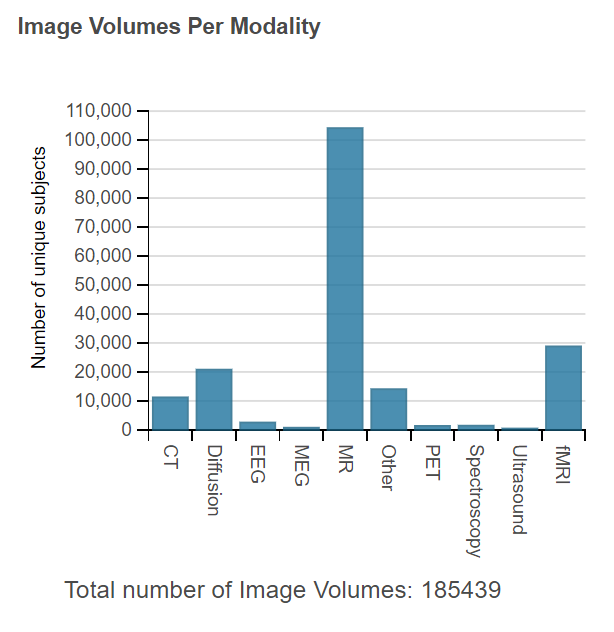 Image Volumes Per Modality
Number of unique subjects
110,000
100,000
90,000
80,000
70,000
60,000
50,000
40,000
30,000
20,000
10,000
0
CT
Diffusion
EEG
MEG
MR
Other
PET
Spectroscopy
Ultrasound
fMRI
Total number of Image Volumes: 185439